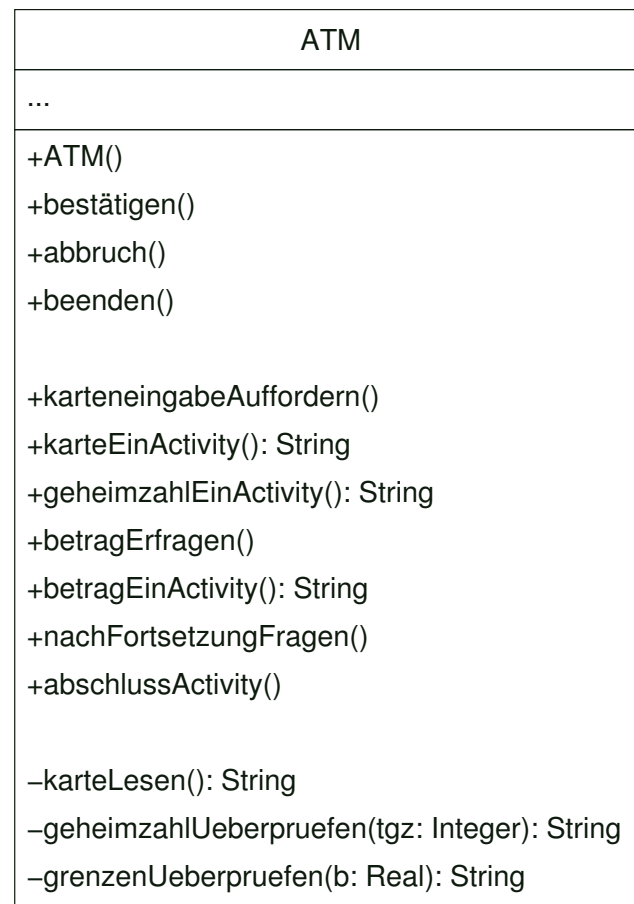 ATM
...
+ATM()
+bestätigen()
+abbruch()
+beenden()
+karteneingabeAuffordern()
+karteEinActivity(): String
+geheimzahlEinActivity(): String
+betragErfragen()
+betragEinActivity(): String
+nachFortsetzungFragen()
+abschlussActivity()
−karteLesen(): String
−geheimzahlUeberpruefen(tgz: Integer): String
−grenzenUeberpruefen(b: Real): String